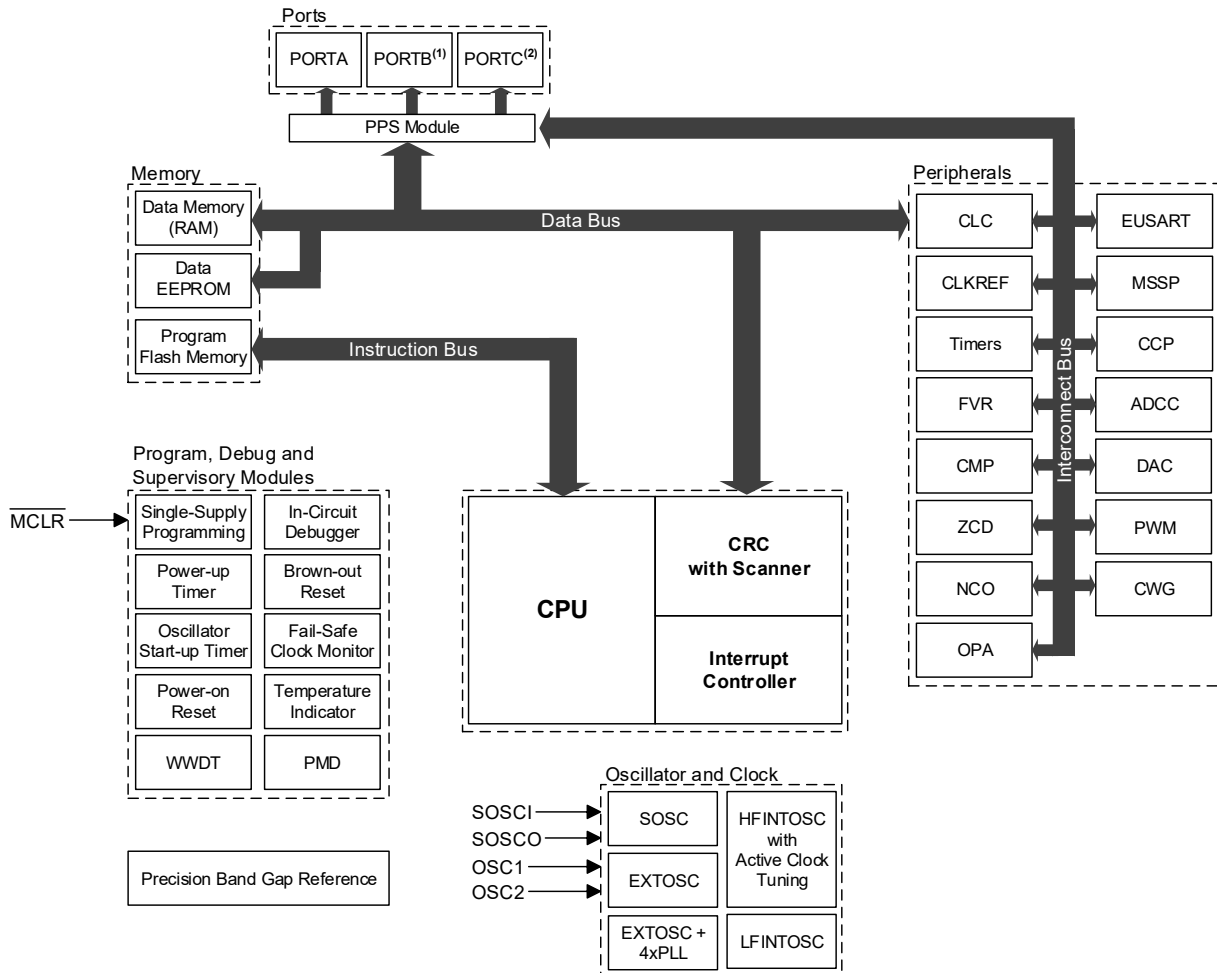 Ports
PORTA
PORTB(1)
PORTC(2)
PPS Module
Memory
Data Memory
(RAM)
Data
EEPROM
Program
Flash Memory
Data Bus
Instruction Bus
Peripherals
CLC
EUSART
CLKREF
MSSP
Timers
CCP
FVR
ADCC
CMP
DAC
ZCD
PWM
NCO
CWG
OPA
Interconnect Bus
Program, Debug and
Supervisory Modules
MCLR
Single-Supply
Programming
In-Circuit
Debugger
Power-up
Timer
Brown-out
Reset
Oscillator
Start-up Timer
Fail-Safe
Clock Monitor
Power-on
Reset
Temperature
Indicator
WWDT
PMD
CPU
CRC
with Scanner
Interrupt
Controller
Precision Band Gap Reference
Oscillator and Clock
SOSCI
SOSCO
OSC1
OSC2
SOSC
HFINTOSC
with
Active Clock
Tuning
EXTOSC
EXTOSC +
4xPLL
LFINTOSC